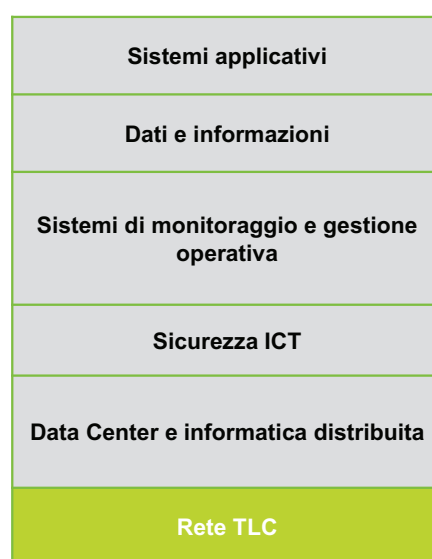 Sistemi applicativi
Dati e informazioni
Sistemi di monitoraggio e gestione
operativa
Sicurezza ICT
Data Center e informatica distribuita
Rete TLC